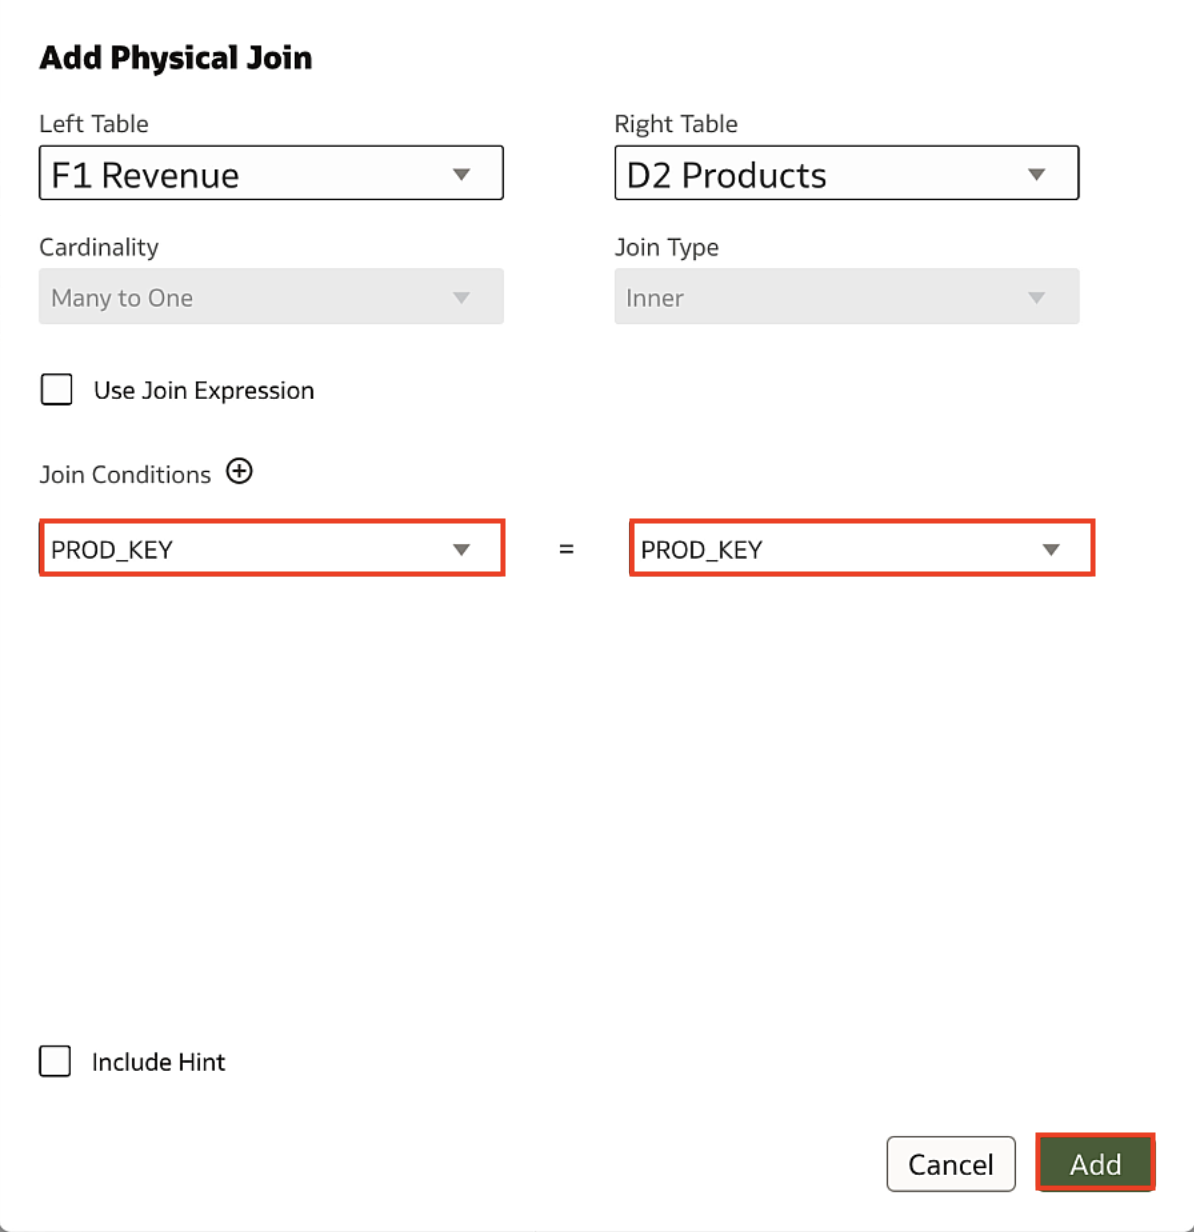 Add Physical Join
Left Table Right Table
F1 Revenue D2 Products
Cardinality Join Type
Many to One Inner
Use Join Expression
Join Conditions
PROD_KEY = PROD_KEY
Include Hint
Cancel Add